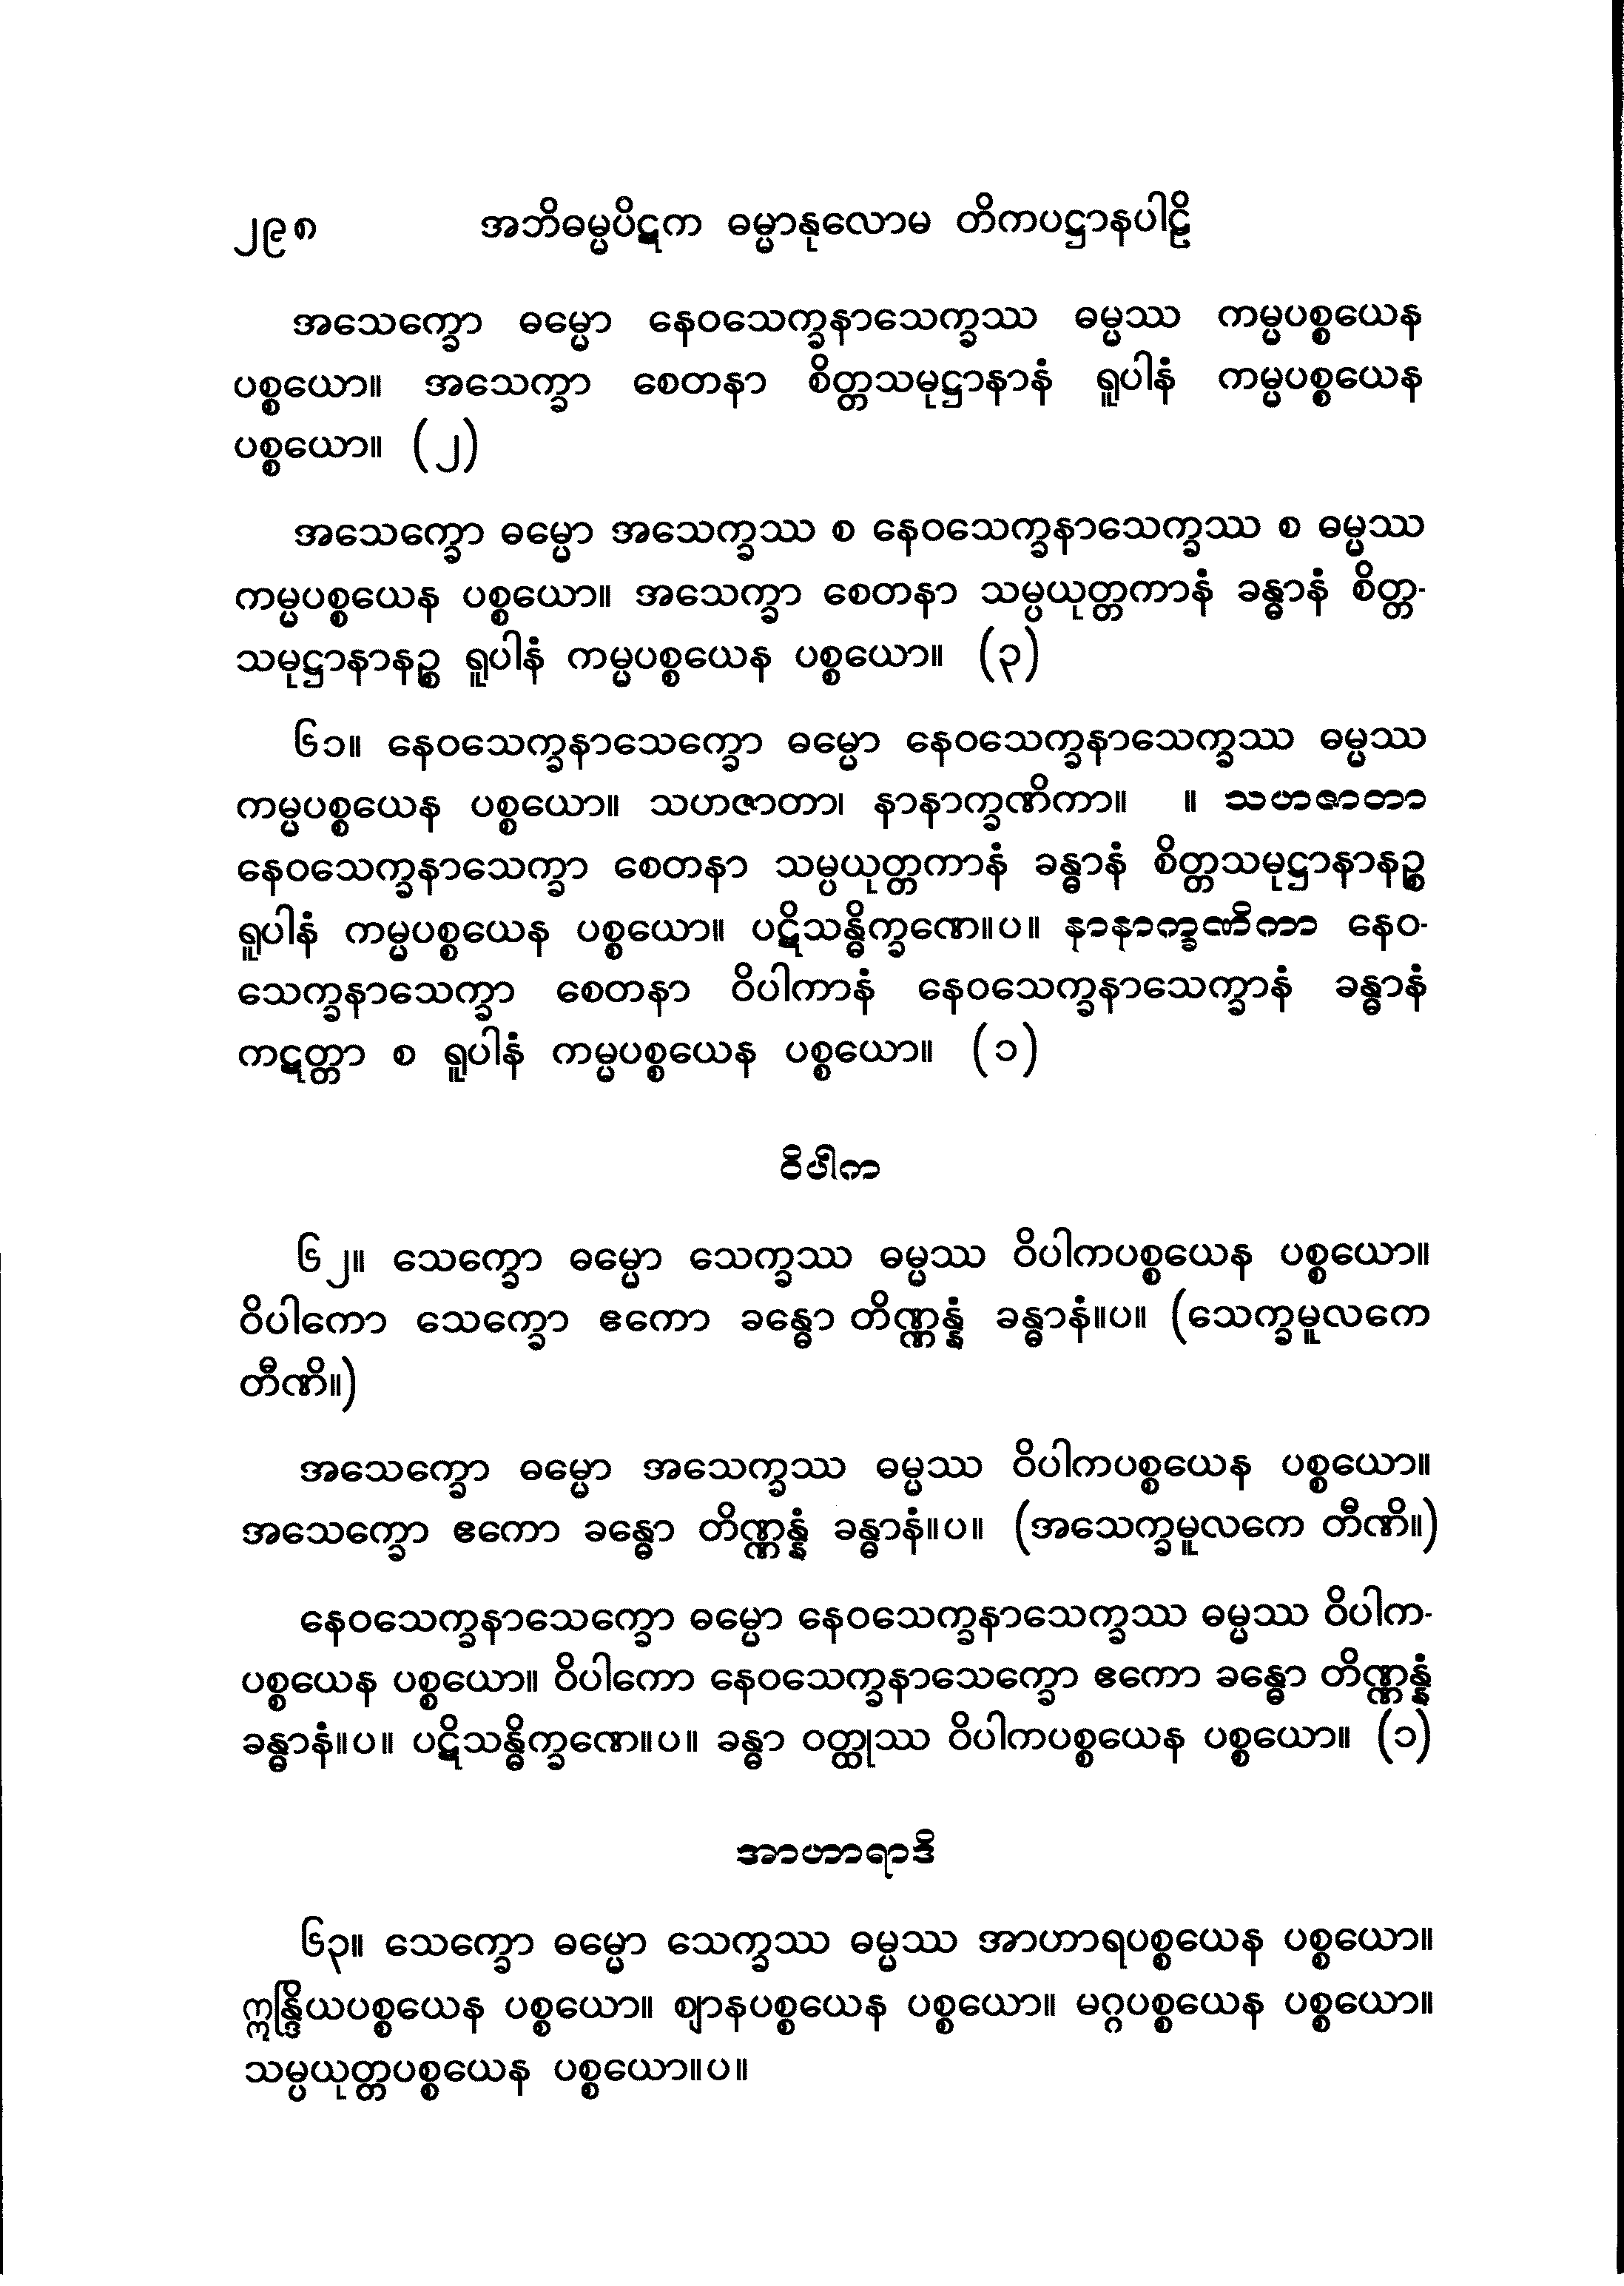 ၂၉၈ အဘိဓမ္မပိဋက ဓမ္မာနုလောမ တိကပဋ္ဌာနပါဠိ
အသေက္ခော ဓမ္မော နေဝသေက္ခနာသေက္ခဿ ဓမ္မဿ ကမ္မပစ္စယေန
ပစ္စယော။ အသေက္ခာ စေတနာ စိတ္တသမုဋ္ဌာနာနံ ရူပါနံ ကမ္မပစ္စယေန
ပစ္စယော။ (၂)
အသေက္ခော ဓမ္မော အသေက္ခဿ စ နေဝသေက္ခနာသေက္ခဿ စ ဓမ္မဿ
ကမ္မပစ္စယေန ပစ္စယော။ အသေက္ခာ စေတနာ သမ္ပယုတ္တကာနံ ခန္ဓာနံ စိတ္တ-
သမုဋ္ဌာနာနဉ္စ ရူပါနံ ကမ္မပစ္စယေန ပစ္စယော။ (၃)
၆၁။ နေဝသေက္ခနာသေက္ခော ဓမ္မော နေဝသေက္ခနာသေက္ခဿ ဓမ္မဿ
ကမ္မပစ္စယေန ပစ္စယော။ သဟဇာတာ၊ နာနာက္ခဏိကာ။ ။ သဟဇာတာ
နေဝသေက္ခနာသေက္ခာ စေတနာ သမ္ပယုတ္တကာနံ ခန္ဓာနံ စိတ္တသမုဋ္ဌာနာနဉ္စ
ရူပါနံ ကမ္မပစ္စယေန ပစ္စယော။ ပဋိသန္ဓိက္ခဏေ။ပ။ နာနာက္ခဏိကာ နေဝ-
သေက္ခနာသေက္ခာ စေတနာ ဝိပါကာနံ နေဝသေက္ခနာသေက္ခာနံ ခန္ဓာနံ
ကဋတ္တာ စ ရူပါနံ ကမ္မပစ္စယေန ပစ္စယော။ (၁)
ဝိပါက
၆၂။ သေက္ခော ဓမ္မော သေက္ခဿ ဓမ္မဿ ဝိပါကပစ္စယေန ပစ္စယော။
ဝိပါကော သေက္ခော ဧကော ခန္ဓော တိဏ္ဏန္နံ ခန္ဓာနံ။ပ။ (သေက္ခမူလကေ
တီဏိ။)
အသေက္ခော ဓမ္မော အသေက္ခဿ ဓမ္မဿ ဝိပါကပစ္စယေန ပစ္စယော။
အသေက္ခော ဧကော ခန္ဓော တိဏ္ဏန္နံ ခန္ဓာနံ။ပ။ (အသေက္ခမူလကေ တီဏိ။)
နေဝသေက္ခနာသေက္ခော ဓမ္မော နေဝသေက္ခနာသေက္ခဿ ဓမ္မဿ ဝိပါက-
ပစ္စယေန ပစ္စယော။ ဝိပါကော နေဝသေက္ခနာသေက္ခော ဧကော ခန္ဓော တိဏ္ဏန္နံ
ခန္ဓာနံ။ပ။ ပဋိသန္ဓိက္ခဏေ။ပ။ ခန္ဓာ ဝတ္ထုဿ ဝိပါကပစ္စယေန ပစ္စယော။ (၁)
အာဟာရာဒိ
၆၃။ သေက္ခော ဓမ္မော သေက္ခဿ ဓမ္မဿ အာဟာရပစ္စယေန ပစ္စယော။
ဣန္ဒြိယပစ္စယေန ပစ္စယော။ ဈာနပစ္စယေန ပစ္စယော။ မဂ္ဂပစ္စယေန ပစ္စယော။
သမ္ပယုတ္တပစ္စယေန ပစ္စယော။ပ။